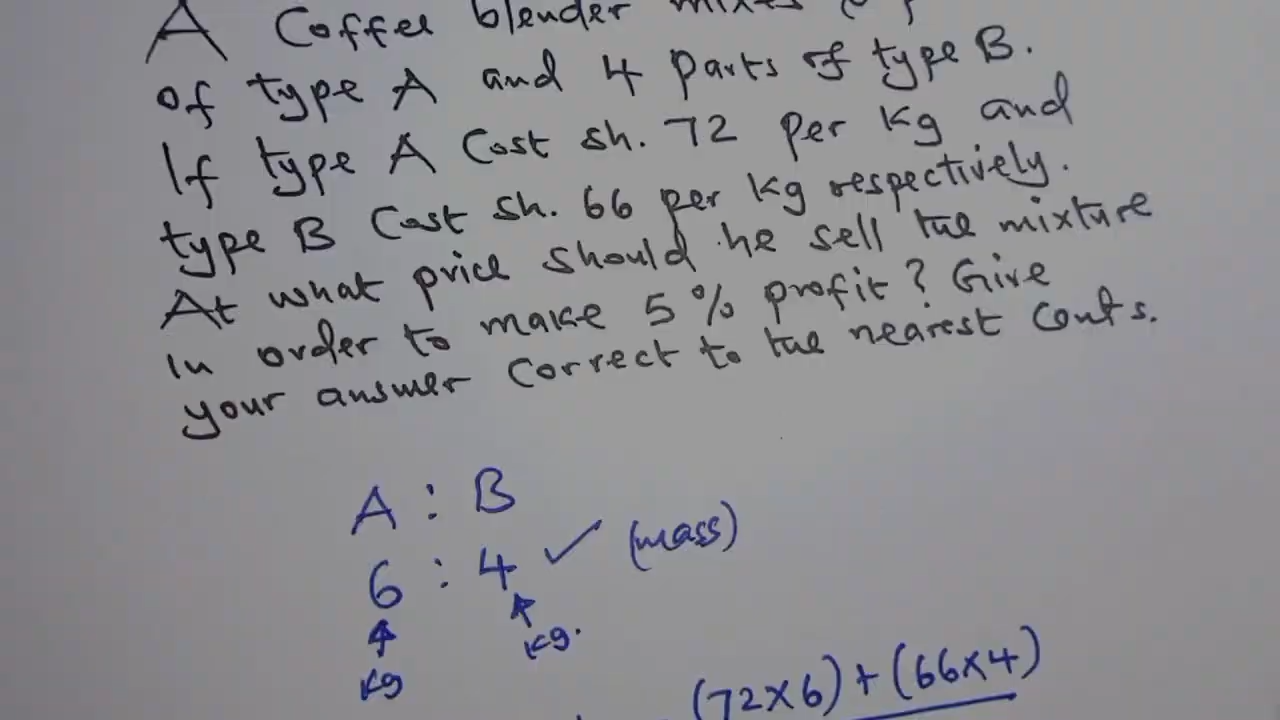 A Coffee blender mixes
of type A and 4 parts of type B.
If type A Cost sh. 72 per kg and
type B Cost sh. 66 per kg respectively.
At what price should he sell the mixture
in order to make 5% profit? Give
your answer correct to the nearest cents.
A : B
6 : 4 ✓ (mass)
kg kg.
(72×6) + (66×4)